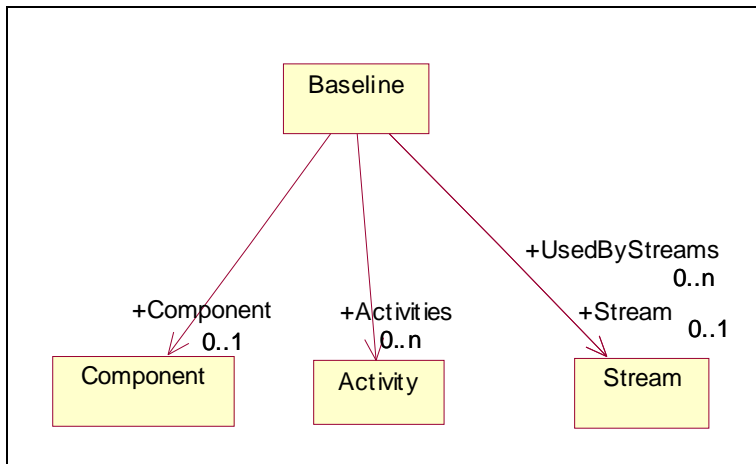 Baseline
+UsedByStreams
0..n
+Component
0..1
+Activities
0..n
+Stream
0..1
Component
Activity
Stream